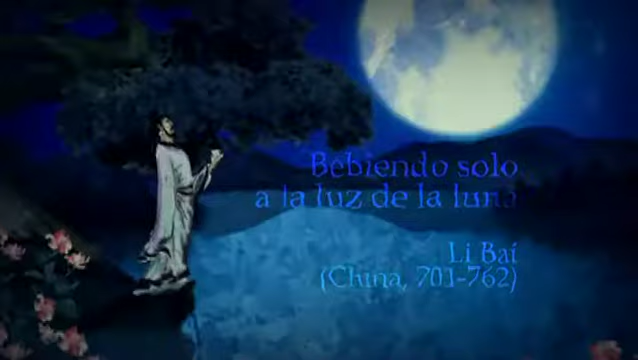 Bebiendo solo
a la luz de la luna
Li Bai
(China, 701-762)